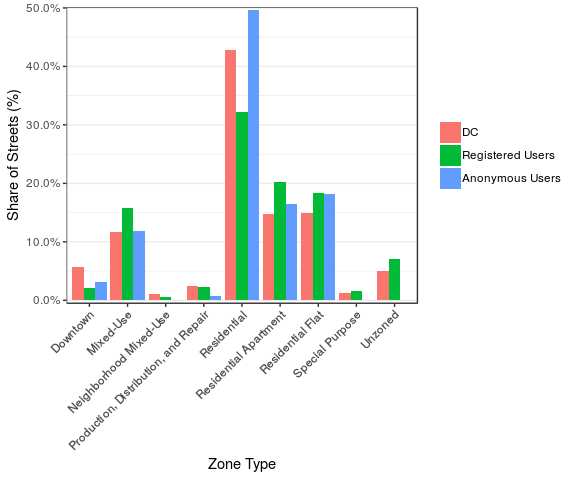 50.0%
40.0%
30.0%
20.0%
10.0%
0.0%
Share of Streets (%)
DC
Registered Users
Anonymous Users
Downtown
Mixed-Use
Neighborhood Mixed-Use
Production, Distribution, and Repair
Residential
Residential Apartment
Residential Flat
Special Purpose
Unzoned
Zone Type